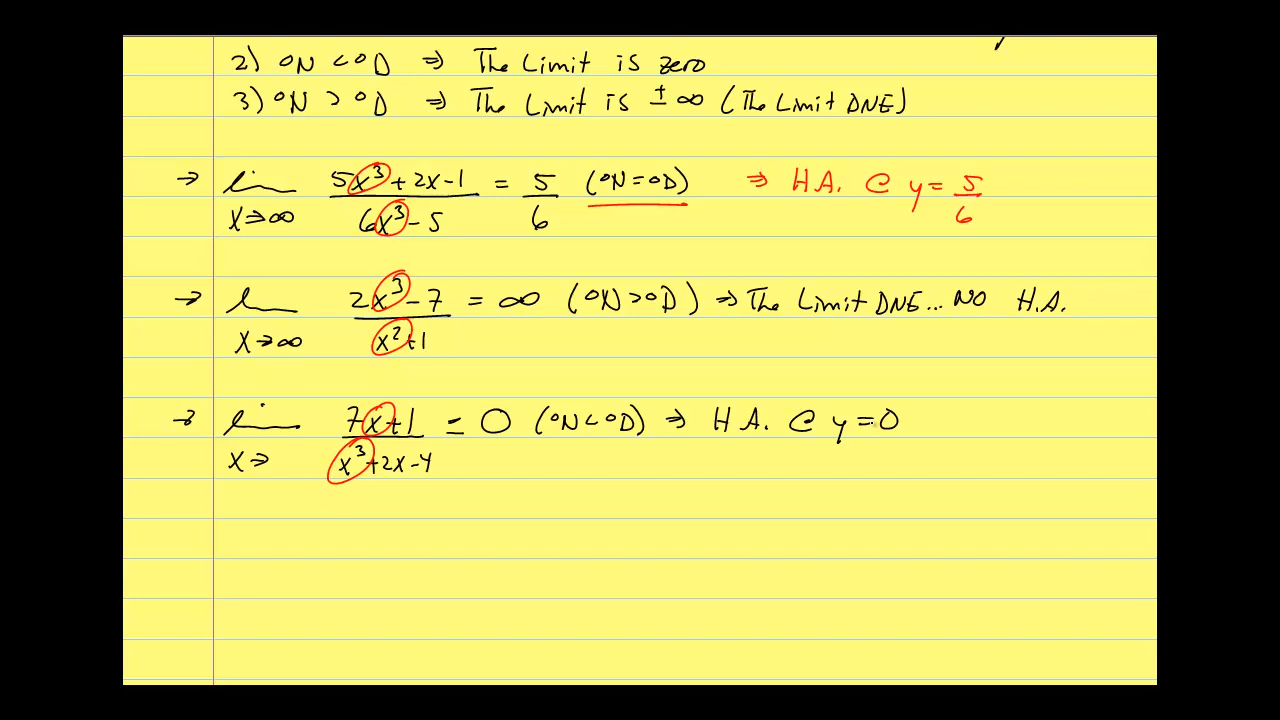 2) °N < °D ⇒ The Limit is zero
3) °N > °D ⇒ The Limit is ± ∞ (The Limit DNE)
→ lim x→∞ (5x³+2x-1)/(6x³-5) = 5/6 (°N=°D) ⇒ H.A. @ y= 5/6
→ lim x→∞ (2x³-7)/(x²+1) = ∞ (°N>°D) ⇒ The Limit DNE... NO H.A.
→ lim x→ (7x+1)/(x³+2x-4) = 0 (°N<°D) ⇒ H A. @ y=0